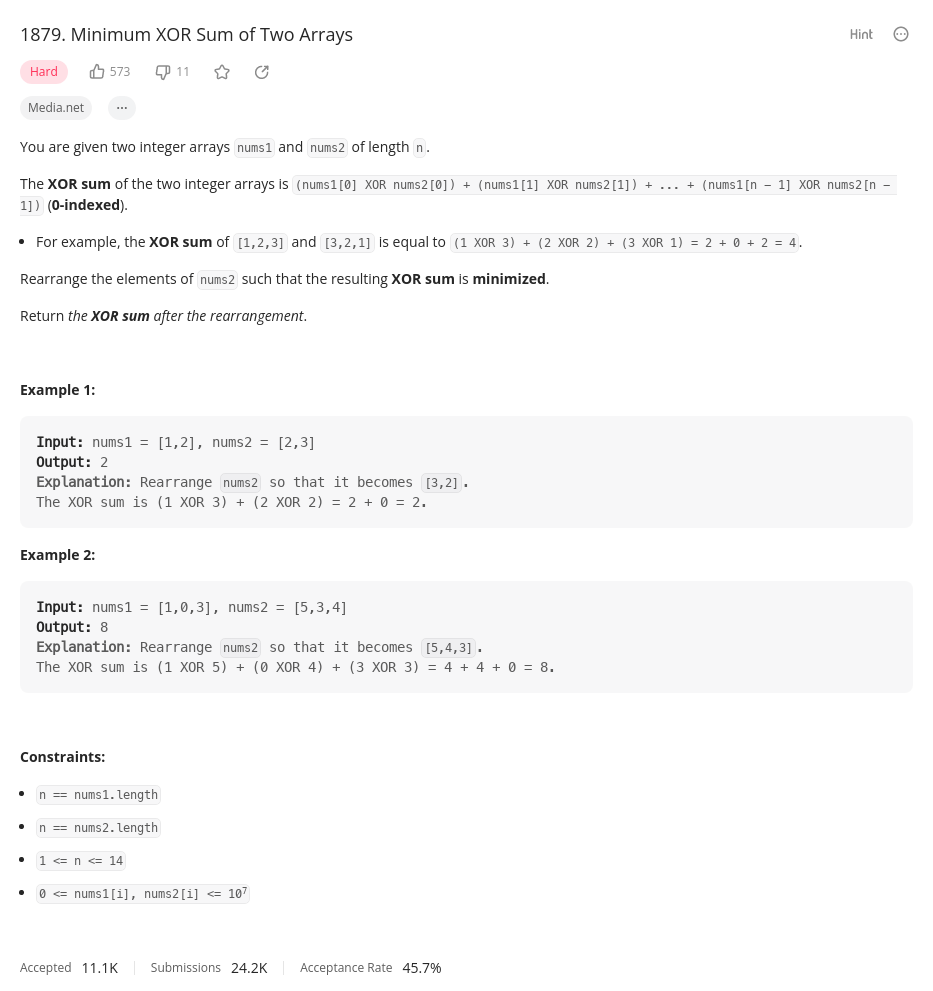 1879. Minimum XOR Sum of Two Arrays
Hint
Hard 573 11
Media.net ...
You are given two integer arrays nums1 and nums2 of length n.
The XOR sum of the two integer arrays is (nums1[0] XOR nums2[0]) + (nums1[1] XOR nums2[1]) + ... + (nums1[n - 1] XOR nums2[n -
1]) (0-indexed).
• For example, the XOR sum of [1,2,3] and [3,2,1] is equal to (1 XOR 3) + (2 XOR 2) + (3 XOR 1) = 2 + 0 + 2 = 4.
Rearrange the elements of nums2 such that the resulting XOR sum is minimized.
Return the XOR sum after the rearrangement.
Example 1:
Input: nums1 = [1,2], nums2 = [2,3]
Output: 2
Explanation: Rearrange nums2 so that it becomes [3,2].
The XOR sum is (1 XOR 3) + (2 XOR 2) = 2 + 0 = 2.
Example 2:
Input: nums1 = [1,0,3], nums2 = [5,3,4]
Output: 8
Explanation: Rearrange nums2 so that it becomes [5,4,3].
The XOR sum is (1 XOR 5) + (0 XOR 4) + (3 XOR 3) = 4 + 4 + 0 = 8.
Constraints:
• n == nums1.length
• n == nums2.length
• 1 <= n <= 14
• 0 <= nums1[i], nums2[i] <= 10⁷
Accepted 11.1K Submissions 24.2K Acceptance Rate 45.7%